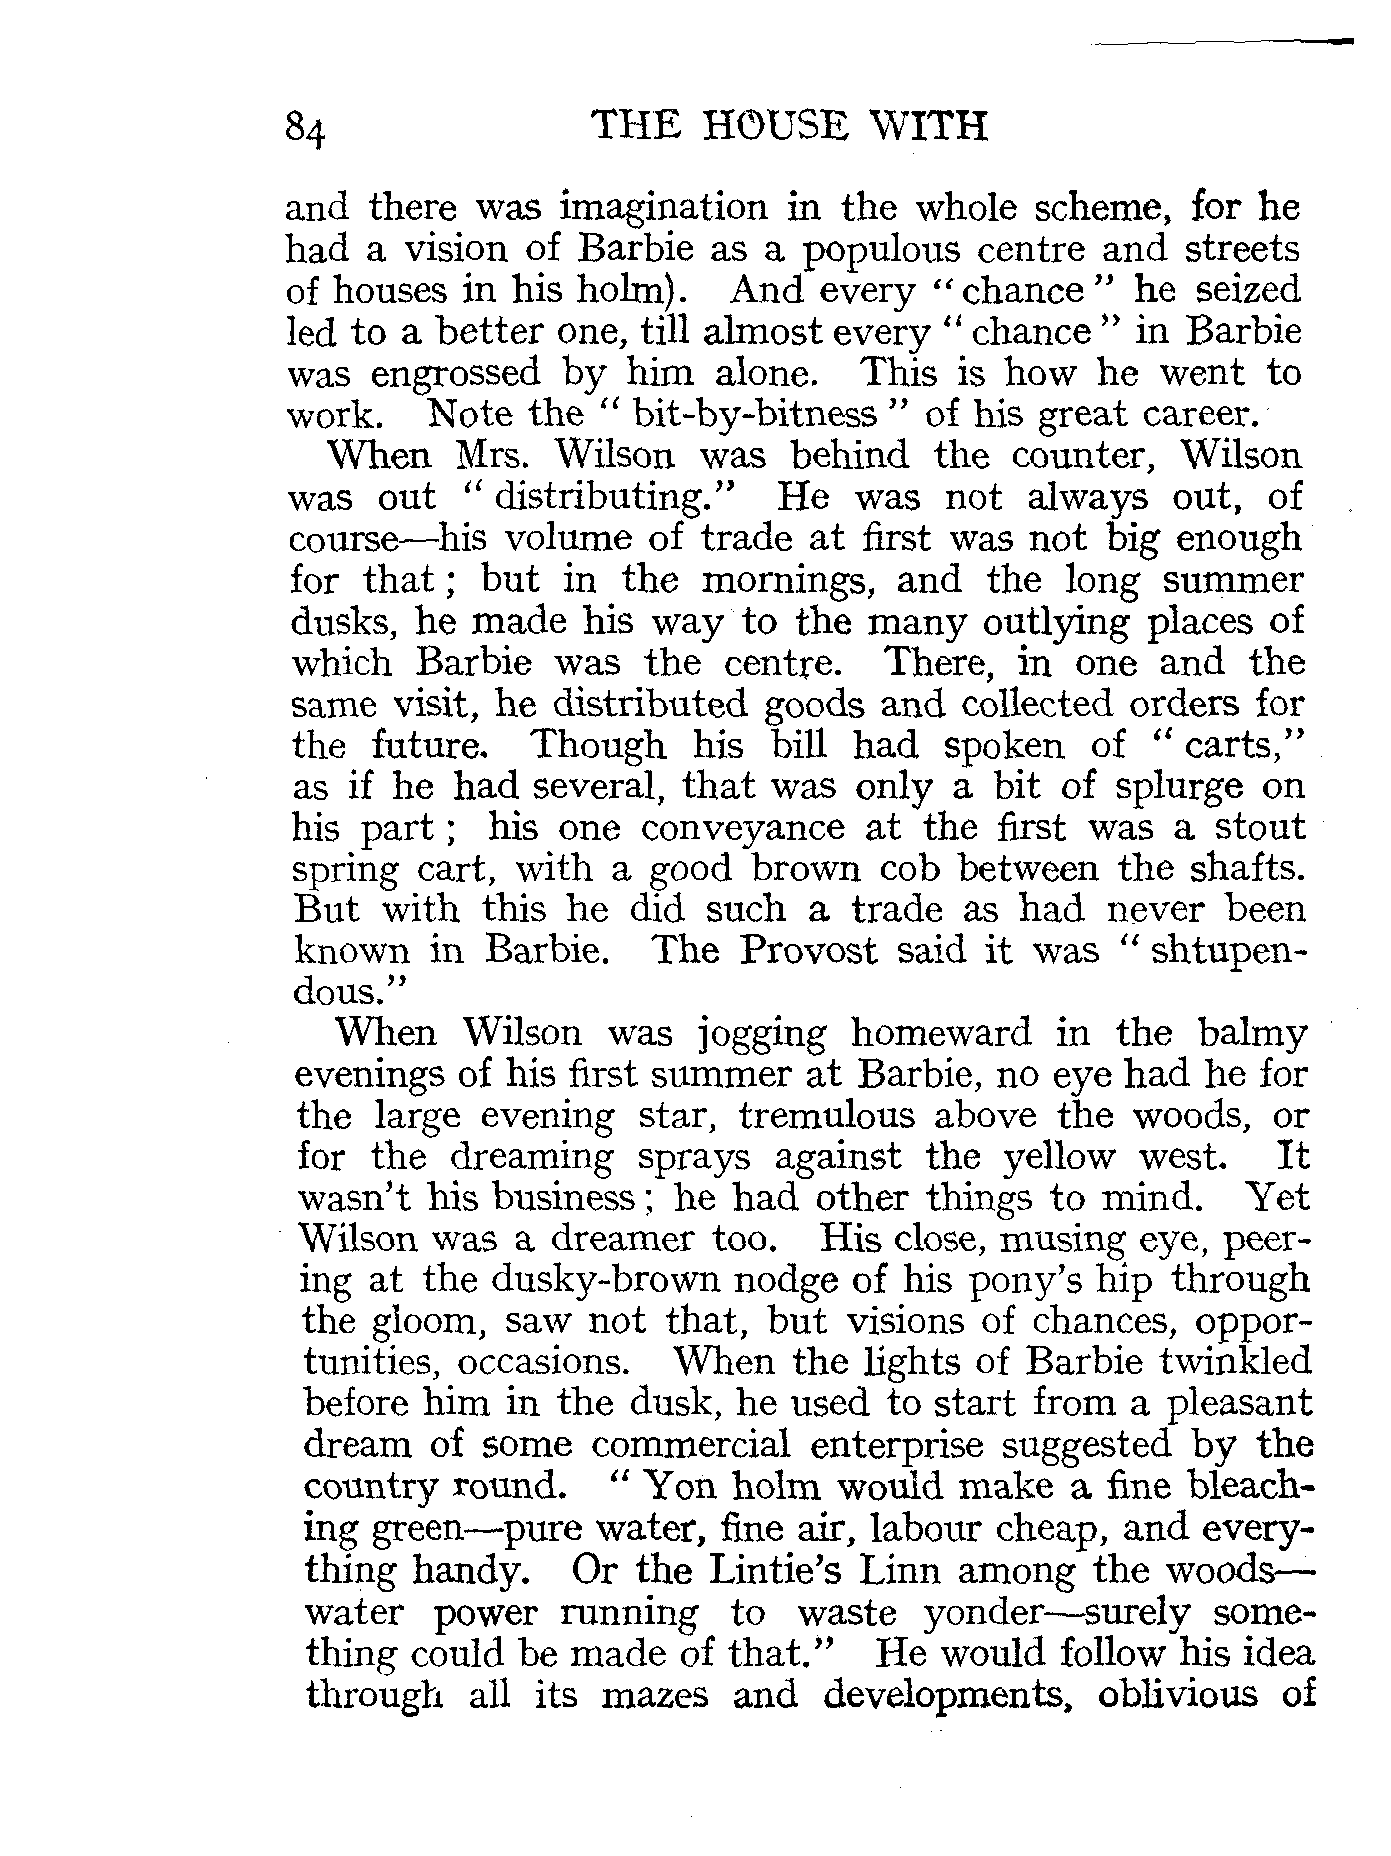 84 THE HOUSE WITH
and there was imagination in the whole scheme, for he
had a vision of Barbie as a populous centre and streets
of houses in his holm). And every “ chance ” he seized
led to a better one, till almost every “ chance ” in Barbie
was engrossed by him alone. This is how he went to
work. Note the “ bit-by-bitness ” of his great career.
When Mrs. Wilson was behind the counter, Wilson
was out “ distributing.” He was not always out, of
course—his volume of trade at first was not big enough
for that ; but in the mornings, and the long summer
dusks, he made his way to the many outlying places of
which Barbie was the centre. There, in one and the
same visit, he distributed goods and collected orders for
the future. Though his bill had spoken of “ carts,”
as if he had several, that was only a bit of splurge on
his part ; his one conveyance at the first was a stout
spring cart, with a good brown cob between the shafts.
But with this he did such a trade as had never been
known in Barbie. The Provost said it was “ shtupen-
dous.”
When Wilson was jogging homeward in the balmy
evenings of his first summer at Barbie, no eye had he for
the large evening star, tremulous above the woods, or
for the dreaming sprays against the yellow west. It
wasn't his business ; he had other things to mind. Yet
Wilson was a dreamer too. His close, musing eye, peer-
ing at the dusky-brown nodge of his pony's hip through
the gloom, saw not that, but visions of chances, oppor-
tunities, occasions. When the lights of Barbie twinkled
before him in the dusk, he used to start from a pleasant
dream of some commercial enterprise suggested by the
country round. “ Yon holm would make a fine bleach-
ing green—pure water, fine air, labour cheap, and every-
thing handy. Or the Lintie's Linn among the woods—
water power running to waste yonder—surely some-
thing could be made of that.” He would follow his idea
through all its mazes and developments, oblivious of